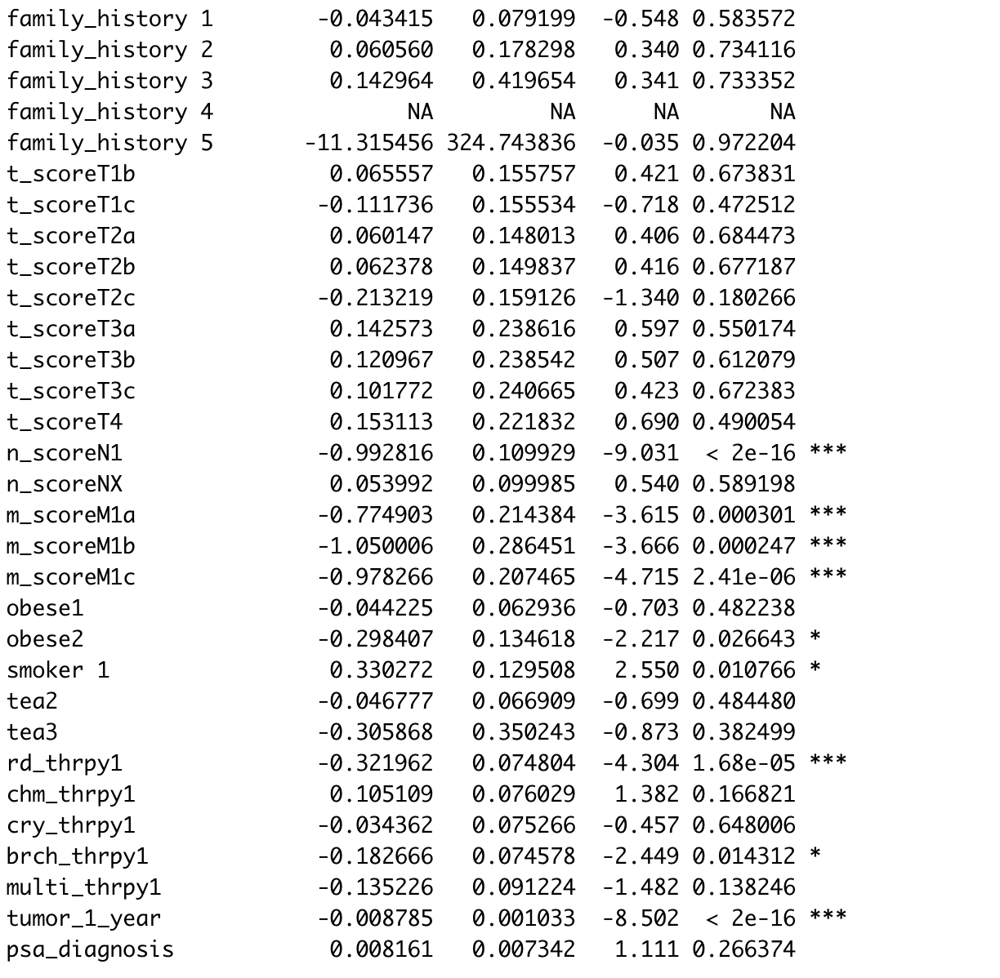 family_history 1 -0.043415 0.079199 -0.548 0.583572
family_history 2 0.060560 0.178298 0.340 0.734116
family_history 3 0.142964 0.419654 0.341 0.733352
family_history 4 NA NA NA NA
family_history 5 -11.315456 324.743836 -0.035 0.972204
t_scoreT1b 0.065557 0.155757 0.421 0.673831
t_scoreT1c -0.111736 0.155534 -0.718 0.472512
t_scoreT2a 0.060147 0.148013 0.406 0.684473
t_scoreT2b 0.062378 0.149837 0.416 0.677187
t_scoreT2c -0.213219 0.159126 -1.340 0.180266
t_scoreT3a 0.142573 0.238616 0.597 0.550174
t_scoreT3b 0.120967 0.238542 0.507 0.612079
t_scoreT3c 0.101772 0.240665 0.423 0.672383
t_scoreT4 0.153113 0.221832 0.690 0.490054
n_scoreN1 -0.992816 0.109929 -9.031 < 2e-16 ***
n_scoreNX 0.053992 0.099985 0.540 0.589198
m_scoreM1a -0.774903 0.214384 -3.615 0.000301 ***
m_scoreM1b -1.050006 0.286451 -3.666 0.000247 ***
m_scoreM1c -0.978266 0.207465 -4.715 2.41e-06 ***
obese1 -0.044225 0.062936 -0.703 0.482238
obese2 -0.298407 0.134618 -2.217 0.026643 *
smoker 1 0.330272 0.129508 2.550 0.010766 *
tea2 -0.046777 0.066909 -0.699 0.484480
tea3 -0.305868 0.350243 -0.873 0.382499
rd_thrpy1 -0.321962 0.074804 -4.304 1.68e-05 ***
chm_thrpy1 0.105109 0.076029 1.382 0.166821
cry_thrpy1 -0.034362 0.075266 -0.457 0.648006
brch_thrpy1 -0.182666 0.074578 -2.449 0.014312 *
multi_thrpy1 -0.135226 0.091224 -1.482 0.138246
tumor_1_year -0.008785 0.001033 -8.502 < 2e-16 ***
psa_diagnosis 0.008161 0.007342 1.111 0.266374